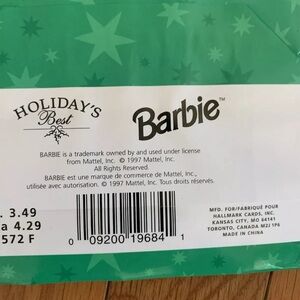 HOLIDAY'S
Best
Barbie™
BARBIE is a trademark owned by and used under license
from Mattel, Inc. © 1997 Mattel, Inc.
All Rights Reserved.
BARBIE est une marque de commerce de Mattel, Inc.,
utilisée avec autorisation. © 1997 Mattel, Inc. Tous droits réservés.
. 3.49
a 4.29
572 F
0 09200 19684 1
MFD. FOR/FABRIQUÉ POUR
HALLMARK CARDS, INC.
KANSAS CITY, MO 64141
TORONTO, CANADA M2J 1P6
MADE IN CHINA